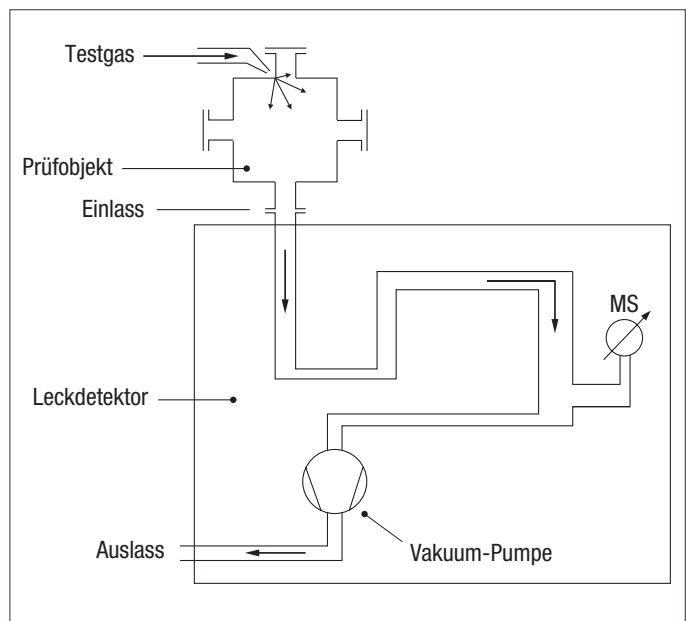 Testgas
Prüfobjekt
Einlass
MS
Leckdetektor
Auslass
Vakuum-Pumpe